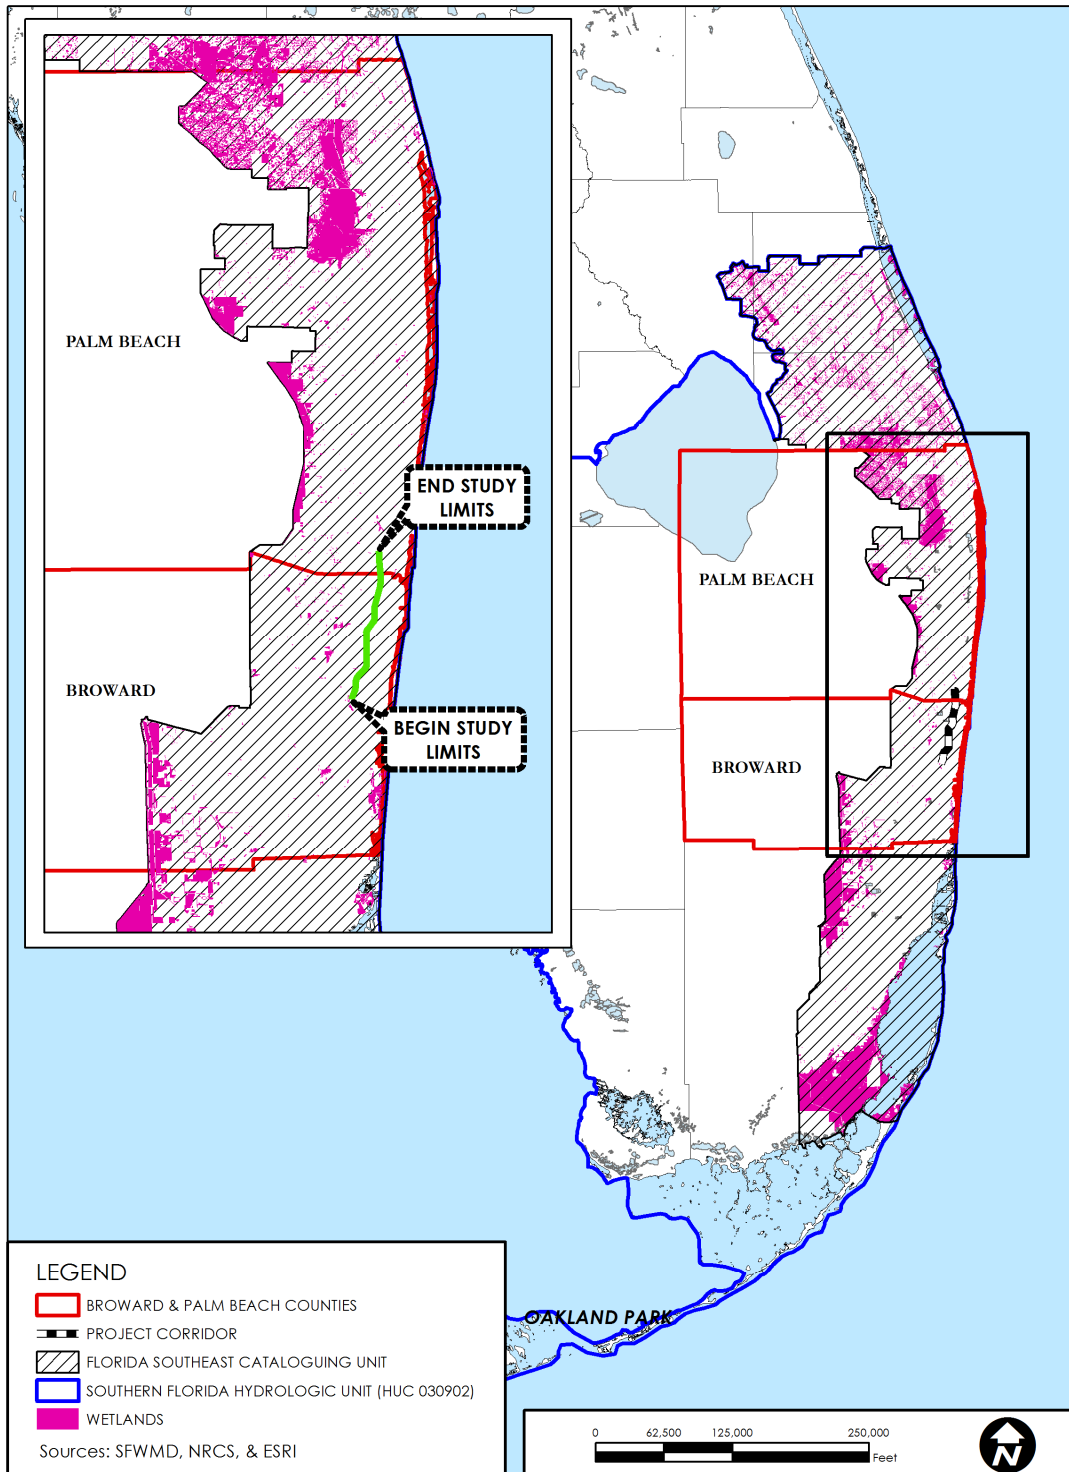 PALM BEACH
END STUDY
LIMITS
BROWARD
BEGIN STUDY
LIMITS
PALM BEACH
BROWARD
OAKLAND PARK
LEGEND
BROWARD & PALM BEACH COUNTIES
PROJECT CORRIDOR
FLORIDA SOUTHEAST CATALOGUING UNIT
SOUTHERN FLORIDA HYDROLOGIC UNIT (HUC 030902)
WETLANDS
Sources: SFWMD, NRCS, & ESRI
0 62,500 125,000 250,000
Feet
N